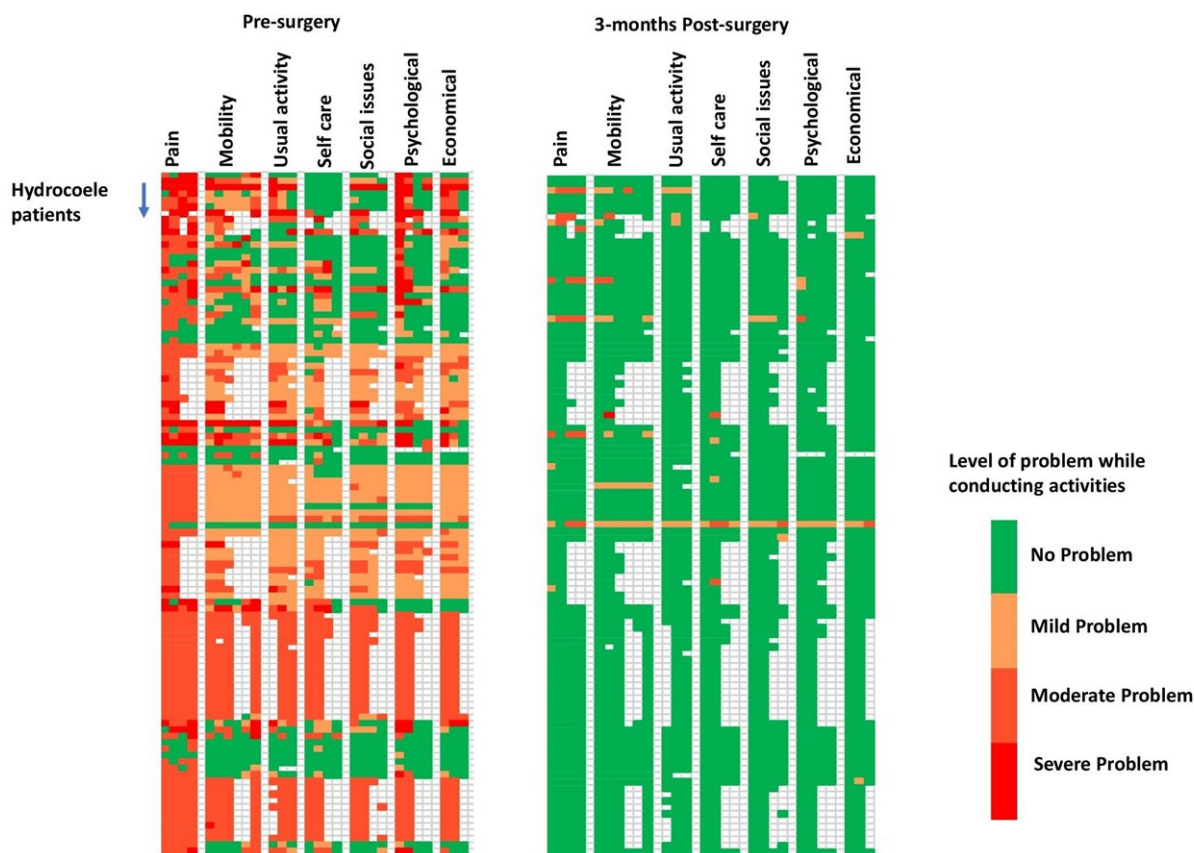 Pre-surgery
3-months Post-surgery
Pain
Mobility
Usual activity
Self care
Social issues
Psychological
Economical
Pain
Mobility
Usual activity
Self care
Social issues
Psychological
Economical
Hydrocoele
patients
Level of problem while
conducting activities
No Problem
Mild Problem
Moderate Problem
Severe Problem